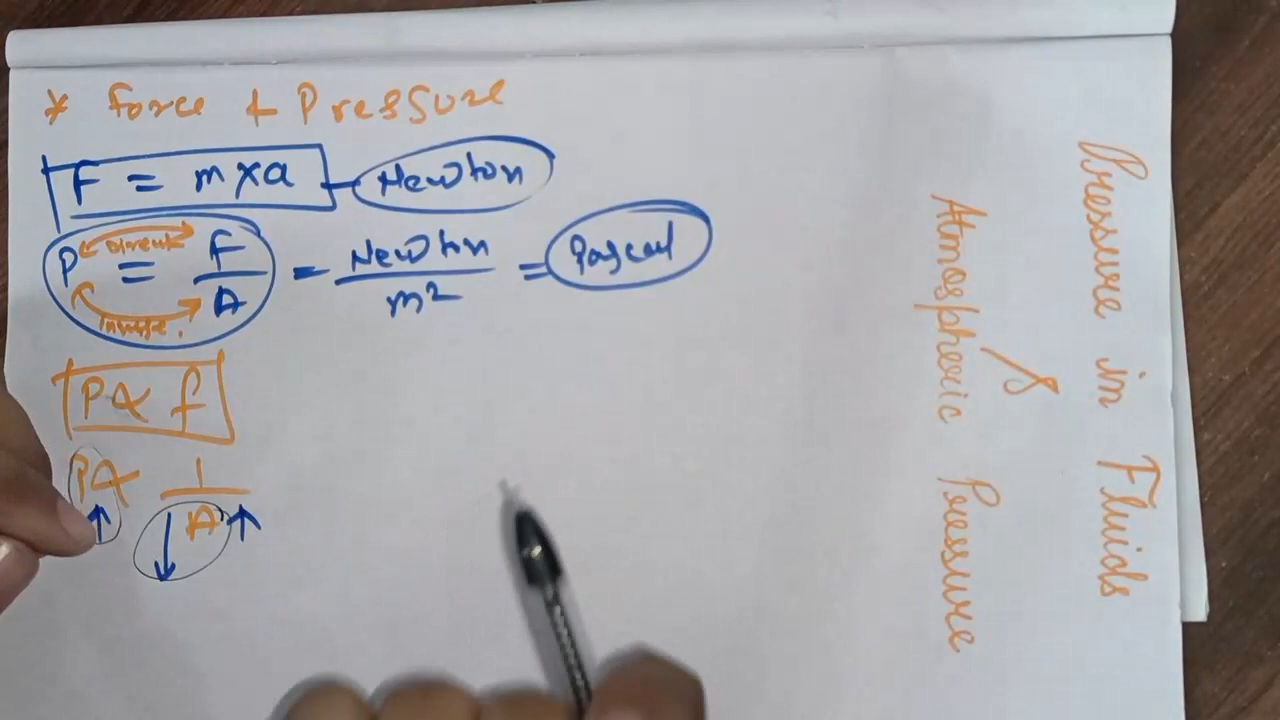 * Force & Pressure
F = m×a - Newton
P = F/A = Newton/m² = Pascal
Direct
Inverse.
P∝ f
P∝ 1/A
↑ ↓ ↑
Pressure in Fluids
&
Atmospheric Pressure